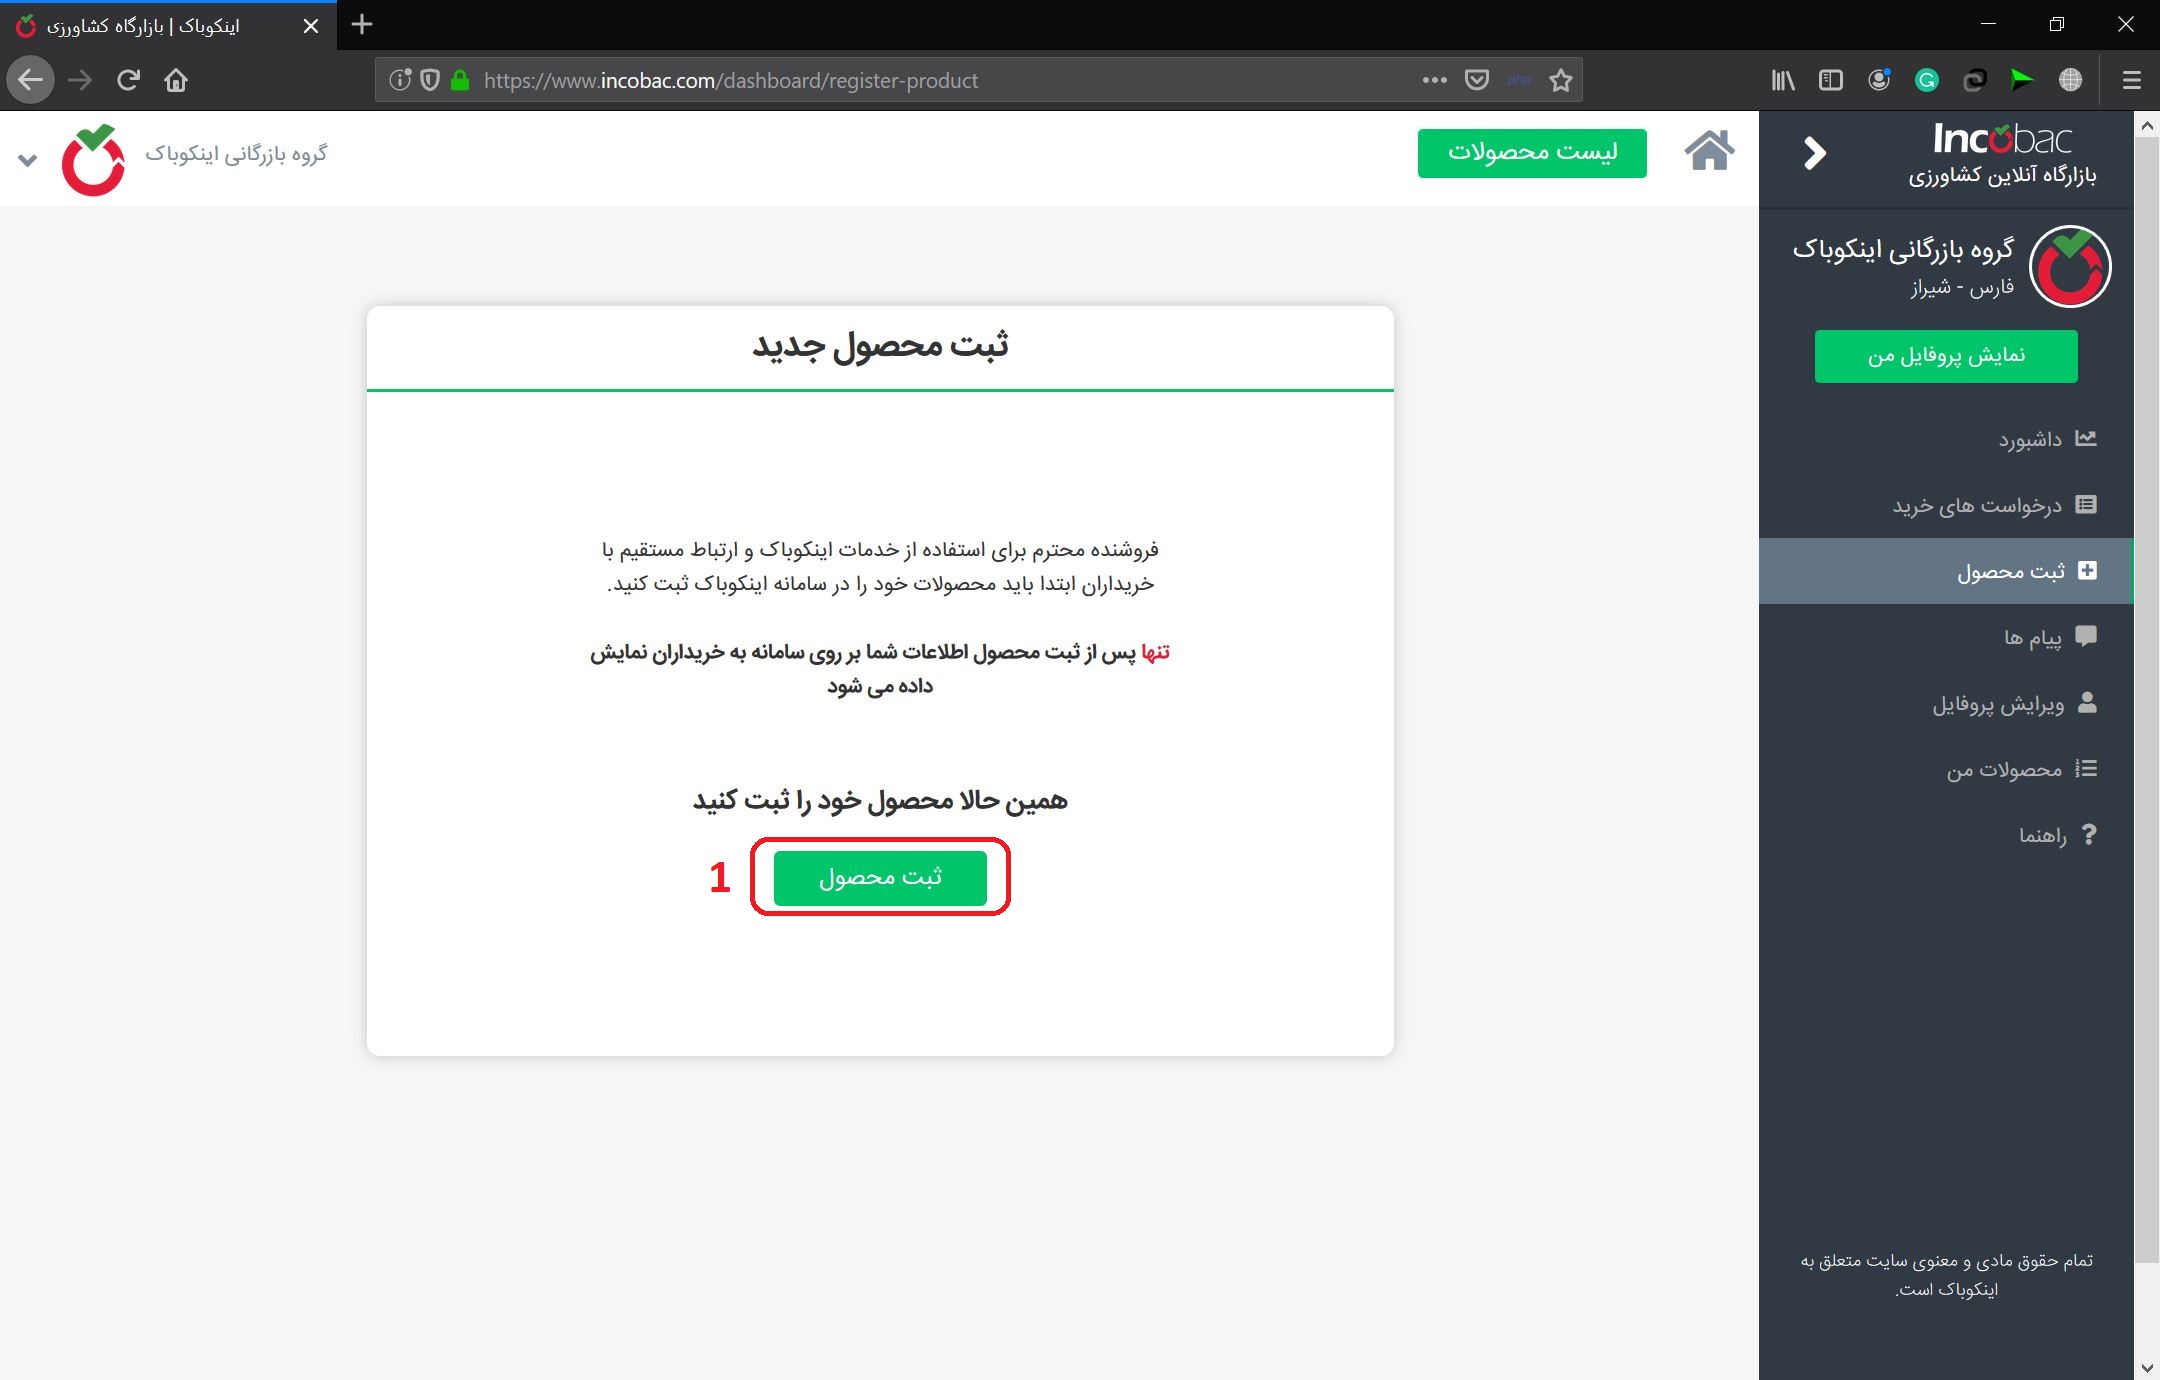 اینکوباک | بازارگاه کشاورزی
https://www.incobac.com/dashboard/register-product
php
Incobac
بازارگاه آنلاین کشاورزی
لیست محصولات
گروه بازرگانی اینکوباک
گروه بازرگانی اینکوباک
فارس - شیراز
نمایش پروفایل من
داشبورد
درخواست های خرید
ثبت محصول
پیام ها
ویرایش پروفایل
محصولات من
راهنما
تمام حقوق مادی و معنوی سایت متعلق به
اینکوباک است.
ثبت محصول جدید
فروشنده محترم برای استفاده از خدمات اینکوباک و ارتباط مستقیم با
خریداران ابتدا باید محصولات خود را در سامانه اینکوباک ثبت کنید.
تنها پس از ثبت محصول اطلاعات شما بر روی سامانه به خریداران نمایش
داده می شود
همین حالا محصول خود را ثبت کنید
ثبت محصول
1